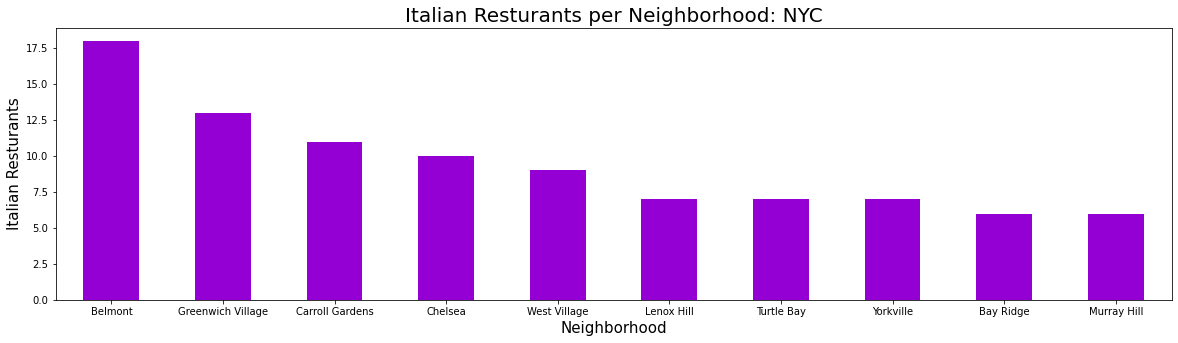 Italian Resturants per Neighborhood: NYC
Italian Resturants
17.5
15.0
12.5
10.0
7.5
5.0
2.5
0.0
Belmont
Greenwich Village
Carroll Gardens
Chelsea
West Village
Lenox Hill
Turtle Bay
Yorkville
Bay Ridge
Murray Hill
Neighborhood